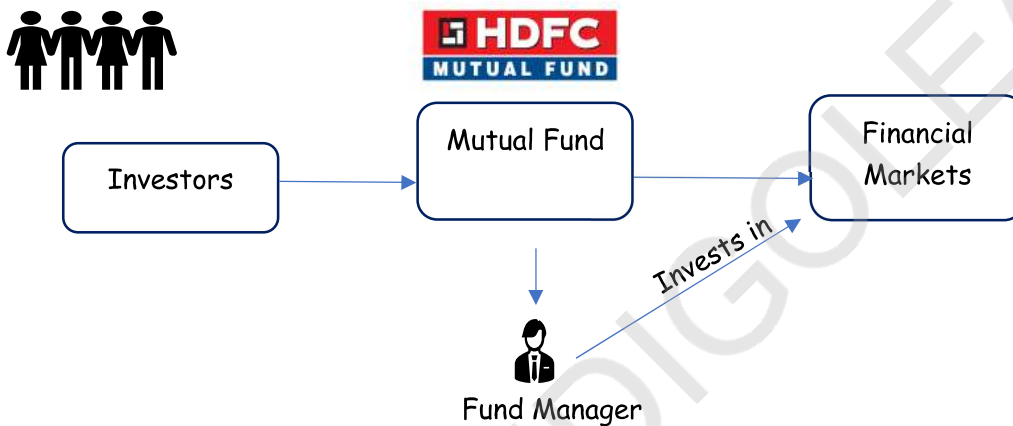 HDFC
MUTUAL FUND
Mutual Fund
Financial
Markets
Investors
Invests in
Fund Manager